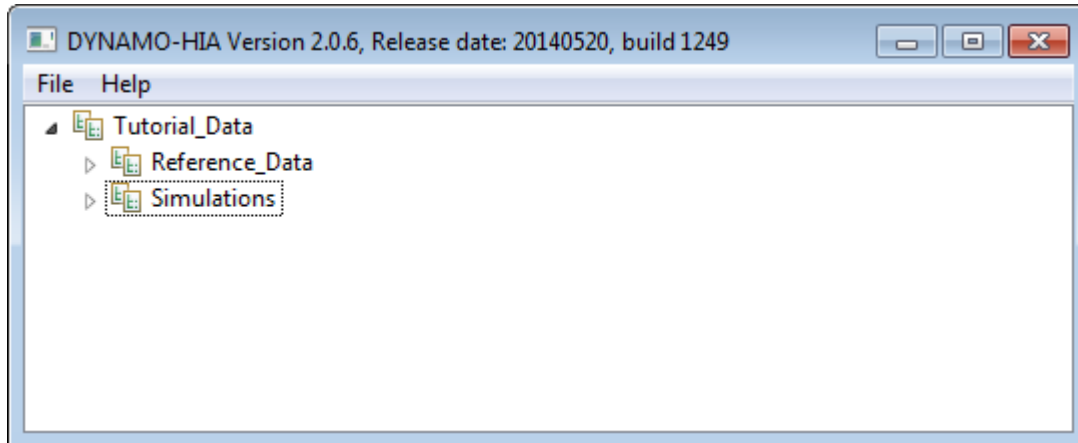 DYNAMO-HIA Version 2.0.6, Release date: 20140520, build 1249
File Help
Tutorial_Data
Reference_Data
Simulations